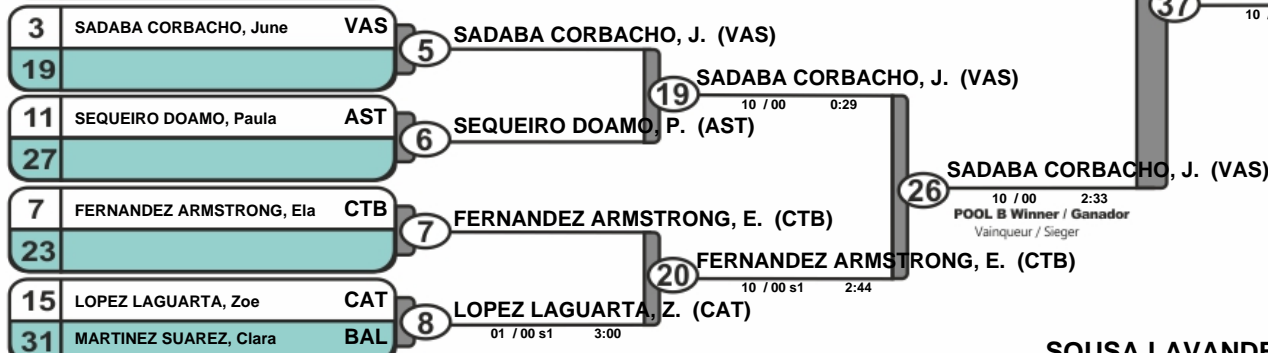 37
10
3 SADABA CORBACHO, June VAS
19
5 SADABA CORBACHO, J. (VAS)
19 SADABA CORBACHO, J. (VAS)
10 / 00 0:29
11 SEQUEIRO DOAMO, Paula AST
27
6 SEQUEIRO DOAMO, P. (AST)
26 SADABA CORBACHO, J. (VAS)
10 / 00 2:33
POOL B Winner / Ganador
Vainqueur / Sieger
7 FERNANDEZ ARMSTRONG, Ela CTB
23
7 FERNANDEZ ARMSTRONG, E. (CTB)
20 FERNANDEZ ARMSTRONG, E. (CTB)
10 / 00 s1 2:44
15 LOPEZ LAGUARTA, Zoe CAT
31 MARTINEZ SUAREZ, Clara BAL
8 LOPEZ LAGUARTA, Z. (CAT)
01 / 00 s1 3:00